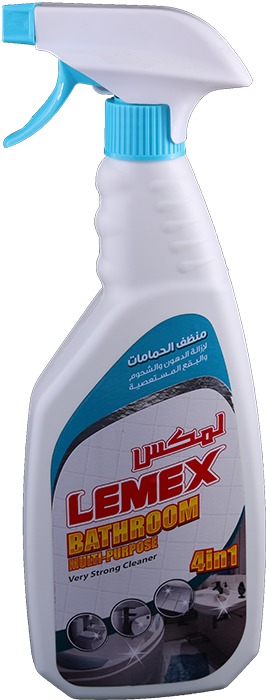 منظف الحمامات
لإزالة الدهون والشحوم
والبقع المستعصية
لمكس
LEMEX
BATHROOM
MULTI-PURPOSE
Very Strong Cleaner
4in1